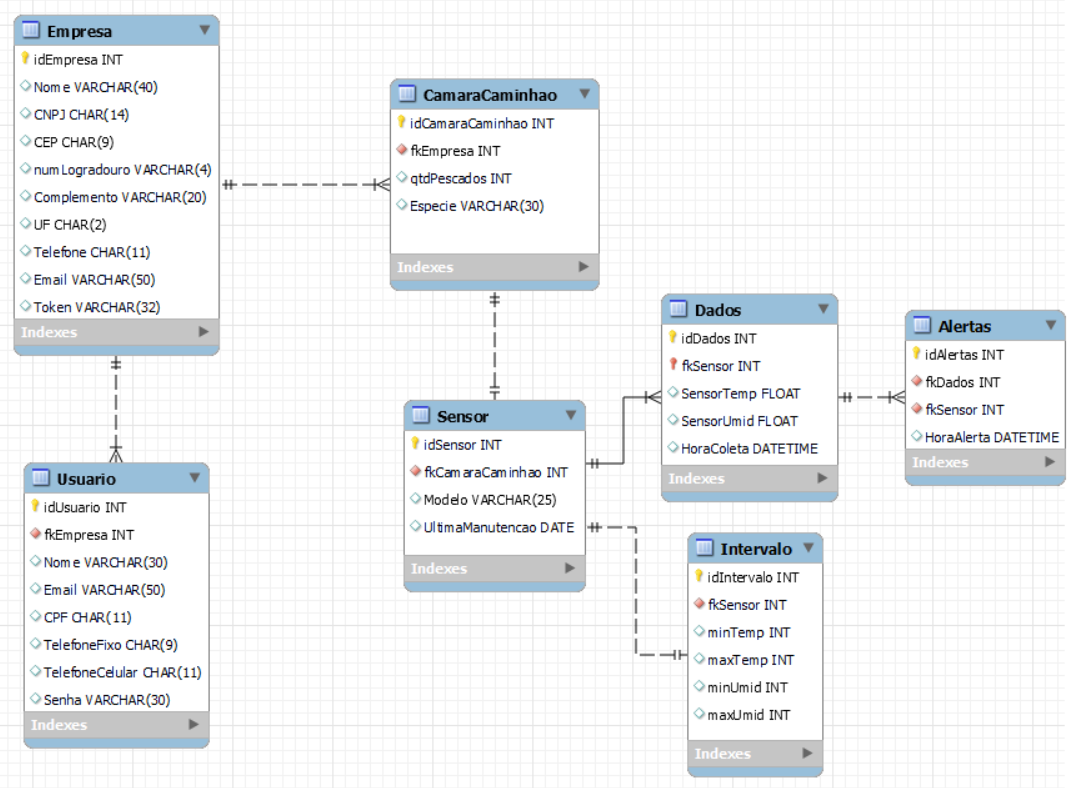 Empresa
idEmpresa INT
Nome VARCHAR(40)
CNPJ CHAR(14)
CEP CHAR(9)
numLogradouro VARCHAR(4)
Complemento VARCHAR(20)
UF CHAR(2)
Telefone CHAR(11)
Email VARCHAR(50)
Token VARCHAR(32)
Indexes
CamaraCaminhao
idCamaraCaminhao INT
fkEmpresa INT
qtdPescados INT
Especie VARCHAR(30)
Indexes
Usuario
idUsuario INT
fkEmpresa INT
Nome VARCHAR(30)
Email VARCHAR(50)
CPF CHAR(11)
TelefoneFixo CHAR(9)
TelefoneCelular CHAR(11)
Senha VARCHAR(30)
Indexes
Sensor
idSensor INT
fkCamaraCaminhao INT
Modelo VARCHAR(25)
UltimaManutencao DATE
Indexes
Dados
idDados INT
fkSensor INT
SensorTemp FLOAT
SensorUmid FLOAT
HoraColeta DATETIME
Indexes
Alertas
idAlertas INT
fkDados INT
fkSensor INT
HoraAlerta DATETIME
Indexes
Intervalo
idIntervalo INT
fkSensor INT
minTemp INT
maxTemp INT
minUmid INT
maxUmid INT
Indexes